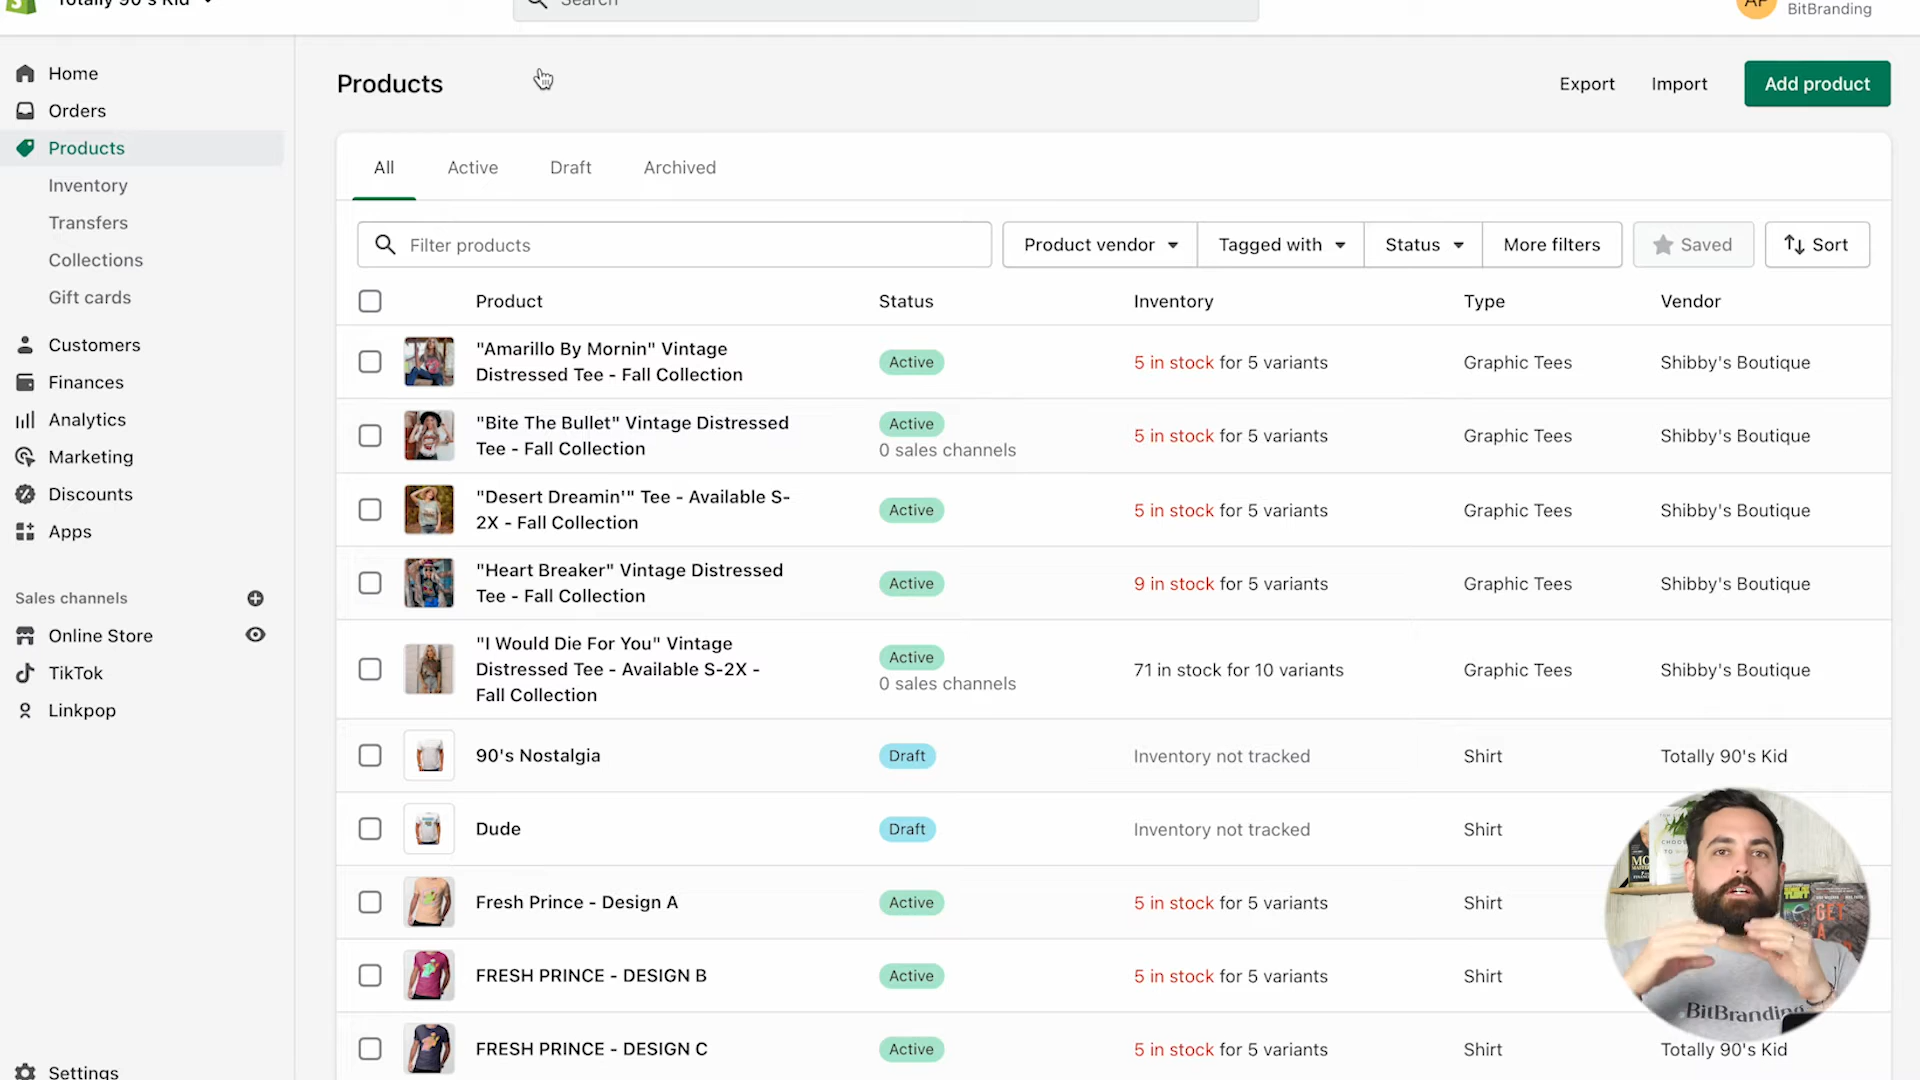 Totally 90's Kid
Search
AP
BitBranding
Home
Orders
Products
Inventory
Transfers
Collections
Gift cards
Customers
Finances
Analytics
Marketing
Discounts
Apps
Sales channels
Online Store
TikTok
Linkpop
Settings
Products
Export
Import
Add product
All
Active
Draft
Archived
Filter products
Product vendor
Tagged with
Status
More filters
Saved
Sort
Product Status Inventory Type Vendor
"Amarillo By Mornin" Vintage
Distressed Tee - Fall Collection
Active
5 in stock for 5 variants
Graphic Tees
Shibby's Boutique
"Bite The Bullet" Vintage Distressed
Tee - Fall Collection
Active
0 sales channels
5 in stock for 5 variants
Graphic Tees
Shibby's Boutique
"Desert Dreamin'" Tee - Available S-
2X - Fall Collection
Active
5 in stock for 5 variants
Graphic Tees
Shibby's Boutique
"Heart Breaker" Vintage Distressed
Tee - Fall Collection
Active
9 in stock for 5 variants
Graphic Tees
Shibby's Boutique
"I Would Die For You" Vintage
Distressed Tee - Available S-2X -
Fall Collection
Active
0 sales channels
71 in stock for 10 variants
Graphic Tees
Shibby's Boutique
90's Nostalgia
Draft
Inventory not tracked
Shirt
Totally 90's Kid
Dude
Draft
Inventory not tracked
Shirt
Fresh Prince - Design A
Active
5 in stock for 5 variants
Shirt
FRESH PRINCE - DESIGN B
Active
5 in stock for 5 variants
Shirt
FRESH PRINCE - DESIGN C
Active
5 in stock for 5 variants
Shirt
Totally 90's Kid
GET
A
BitBranding